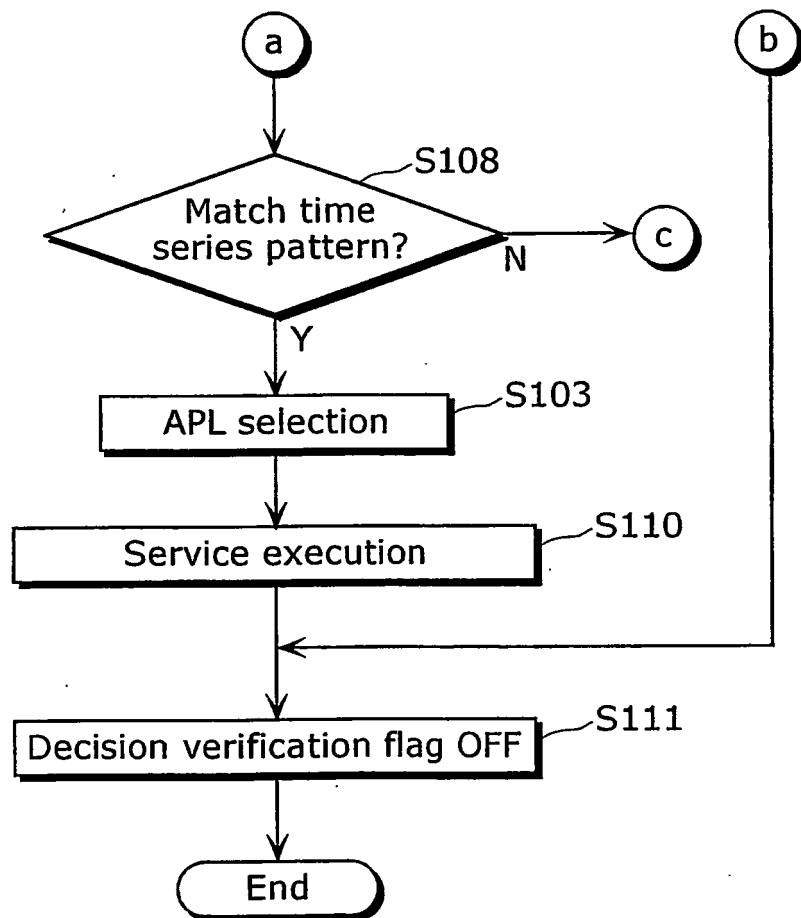 a
b
S108
Match time
series pattern?
N
c
Y
S103
APL selection
S110
Service execution
S111
Decision verification flag OFF
End